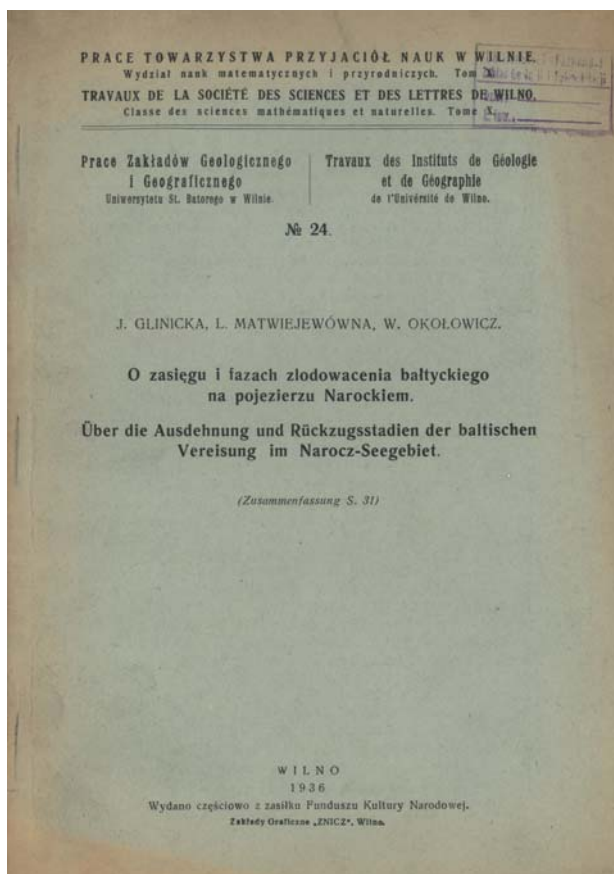 PRACE TOWARZYSTWA PRZYJACIÓŁ NAUK W WILNIE.
Wydział nauk matematycznych i przyrodniczych. Tom
TRAVAUX DE LA SOCIÉTÉ DES SCIENCES ET DES LETTRES DE WILNO.
Classe des sciences mathématiques et naturelles. Tome X.
Prace Zakładów Geologicznego
i Geograficznego
Uniwersytetu St. Batorego w Wilnie.
Travaux des Instituts de Géologie
et de Géographie
de l'Université de Wilno.
№ 24.
J. GLINICKA, L. MATWIEJEWÓWNA, W. OKOŁOWICZ.
O zasięgu i fazach zlodowacenia bałtyckiego
na pojezierzu Narockiem.
Über die Ausdehnung und Rückzugsstadien der baltischen
Vereisung im Narocz-Seegebiet.
(Zusammenfassung S. 31)
WILNO
1936
Wydano częściowo z zasiłku Funduszu Kultury Narodowej.
Zakłady Graficzne „ZNICZ", Wilno.